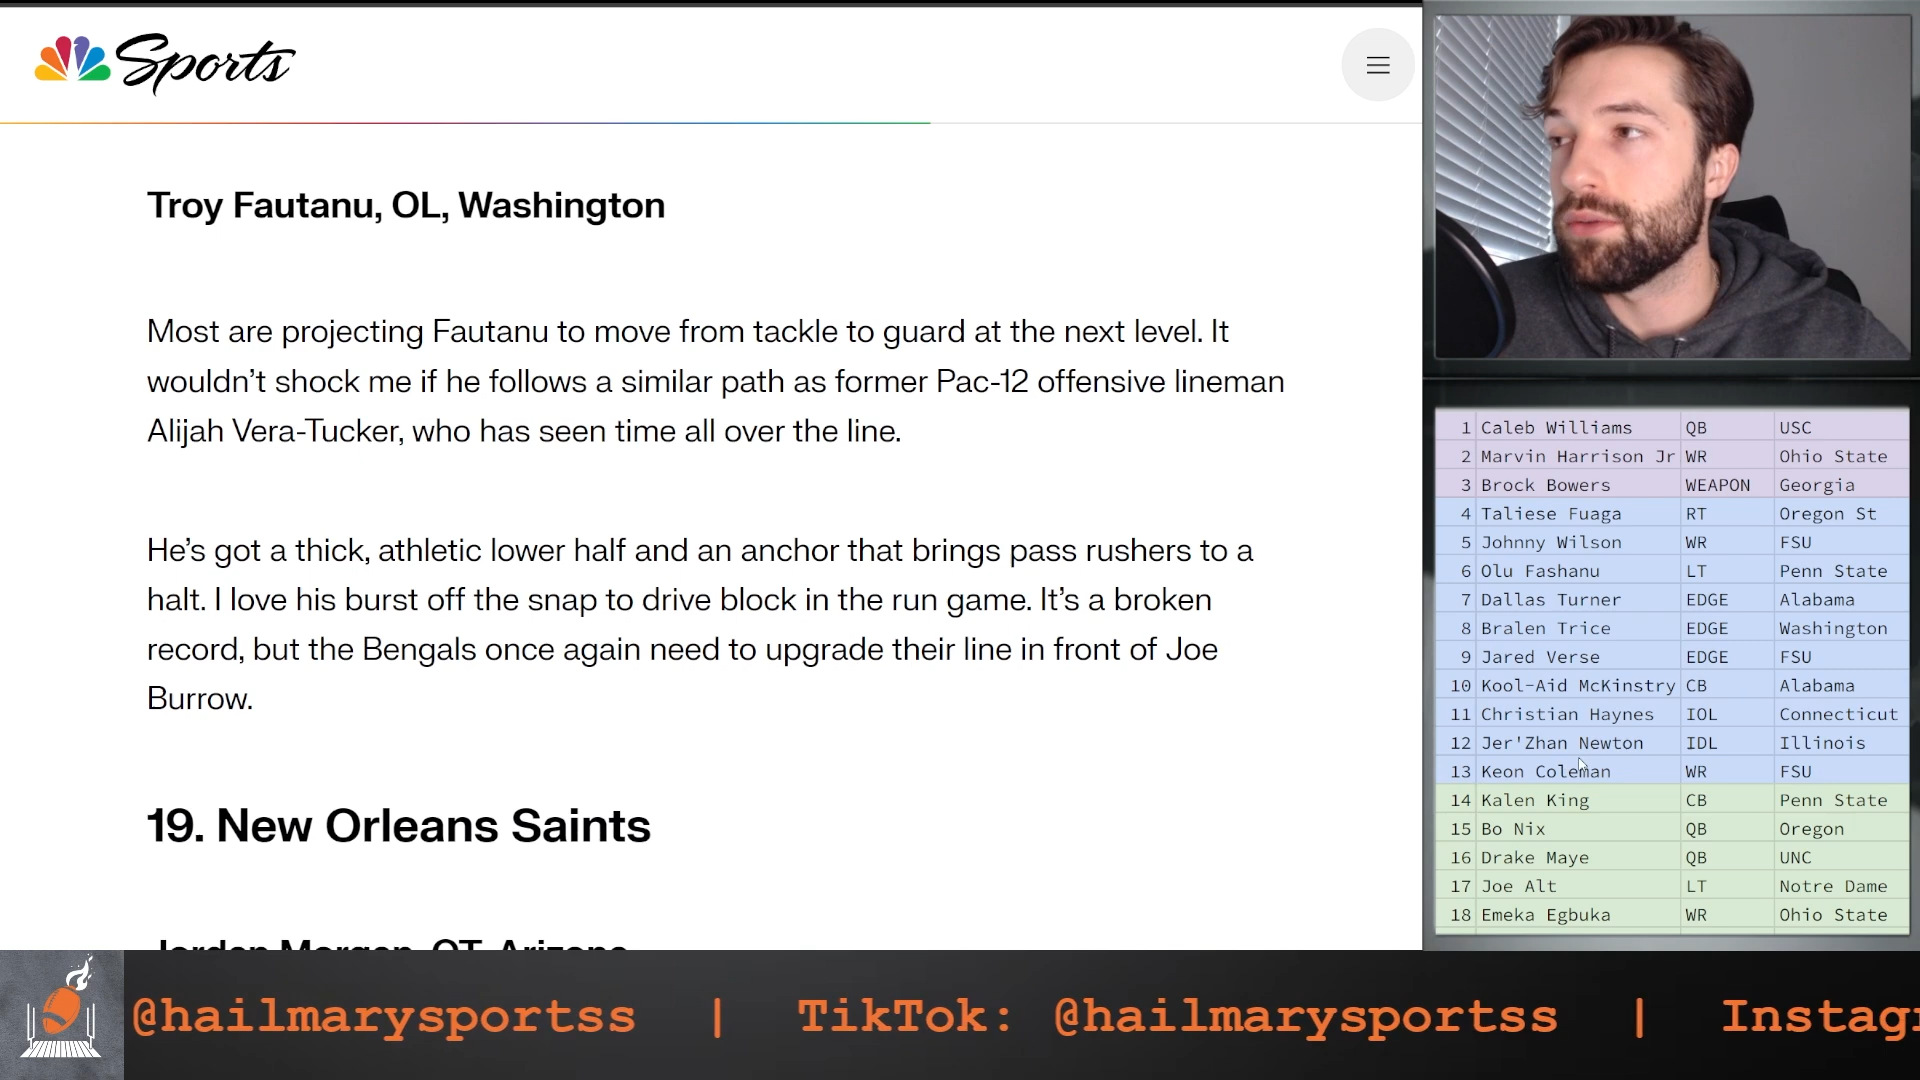 Sports
Troy Fautanu, OL, Washington
Most are projecting Fautanu to move from tackle to guard at the next level. It
wouldn’t shock me if he follows a similar path as former Pac-12 offensive lineman
Alijah Vera-Tucker, who has seen time all over the line.
He’s got a thick, athletic lower half and an anchor that brings pass rushers to a
halt. I love his burst off the snap to drive block in the run game. It’s a broken
record, but the Bengals once again need to upgrade their line in front of Joe
Burrow.
19. New Orleans Saints
Jordan Morgan, OT, Arizona
1 Caleb Williams QB USC
2 Marvin Harrison Jr WR Ohio State
3 Brock Bowers WEAPON Georgia
4 Taliese Fuaga RT Oregon St
5 Johnny Wilson WR FSU
6 Olu Fashanu LT Penn State
7 Dallas Turner EDGE Alabama
8 Bralen Trice EDGE Washington
9 Jared Verse EDGE FSU
10 Kool-Aid McKinstry CB Alabama
11 Christian Haynes IOL Connecticut
12 Jer'Zhan Newton IDL Illinois
13 Keon Coleman WR FSU
14 Kalen King CB Penn State
15 Bo Nix QB Oregon
16 Drake Maye QB UNC
17 Joe Alt LT Notre Dame
18 Emeka Egbuka WR Ohio State
@hailmarysportss | TikTok: @hailmarysportss | Instagr